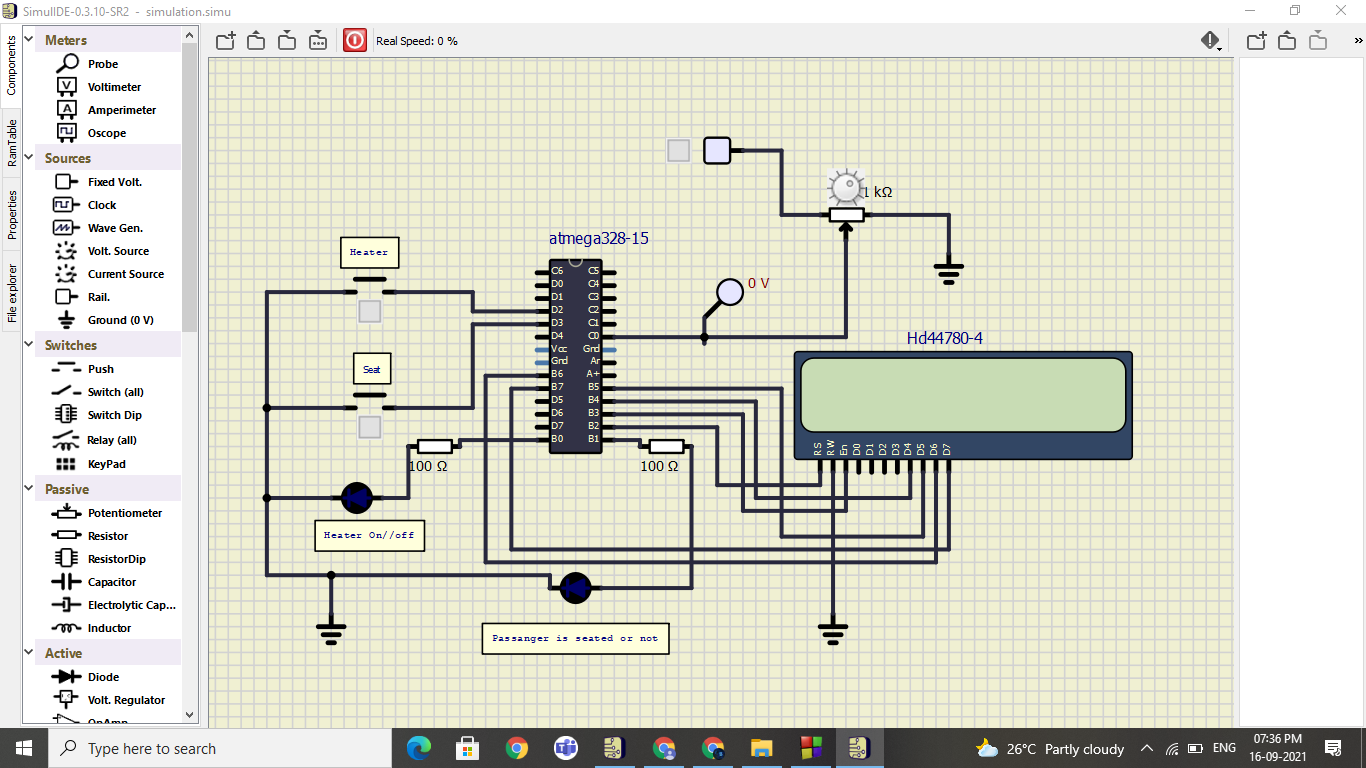 SimulIDE-0.3.10-SR2 - simulation.simu
Components
RamTable
Properties
File explorer
Meters
Probe
Voltimeter
Amperimeter
Oscope
Sources
Fixed Volt.
Clock
Wave Gen.
Volt. Source
Current Source
Rail.
Ground (0 V)
Switches
Push
Switch (all)
Switch Dip
Relay (all)
KeyPad
Passive
Potentiometer
Resistor
ResistorDip
Capacitor
Electrolytic Cap...
Inductor
Active
Diode
Volt. Regulator
OpAmp
Real Speed: 0 %
»
1 kΩ
atmega328-15
Heater
0 V
Hd44780-4
Seat
C6 C5
D0 C4
D1 C3
D2 C2
D3 C1
D4 C0
Vcc Gnd
Gnd Ar
B6 A+
B7 B5
D5 B4
D6 B3
D7 B2
B0 B1
RS RW En D0 D1 D2 D3 D4 D5 D6 D7
100 Ω
100 Ω
Heater On//off
Passanger is seated or not
Type here to search
26°C Partly cloudy
ENG
07:36 PM
16-09-2021